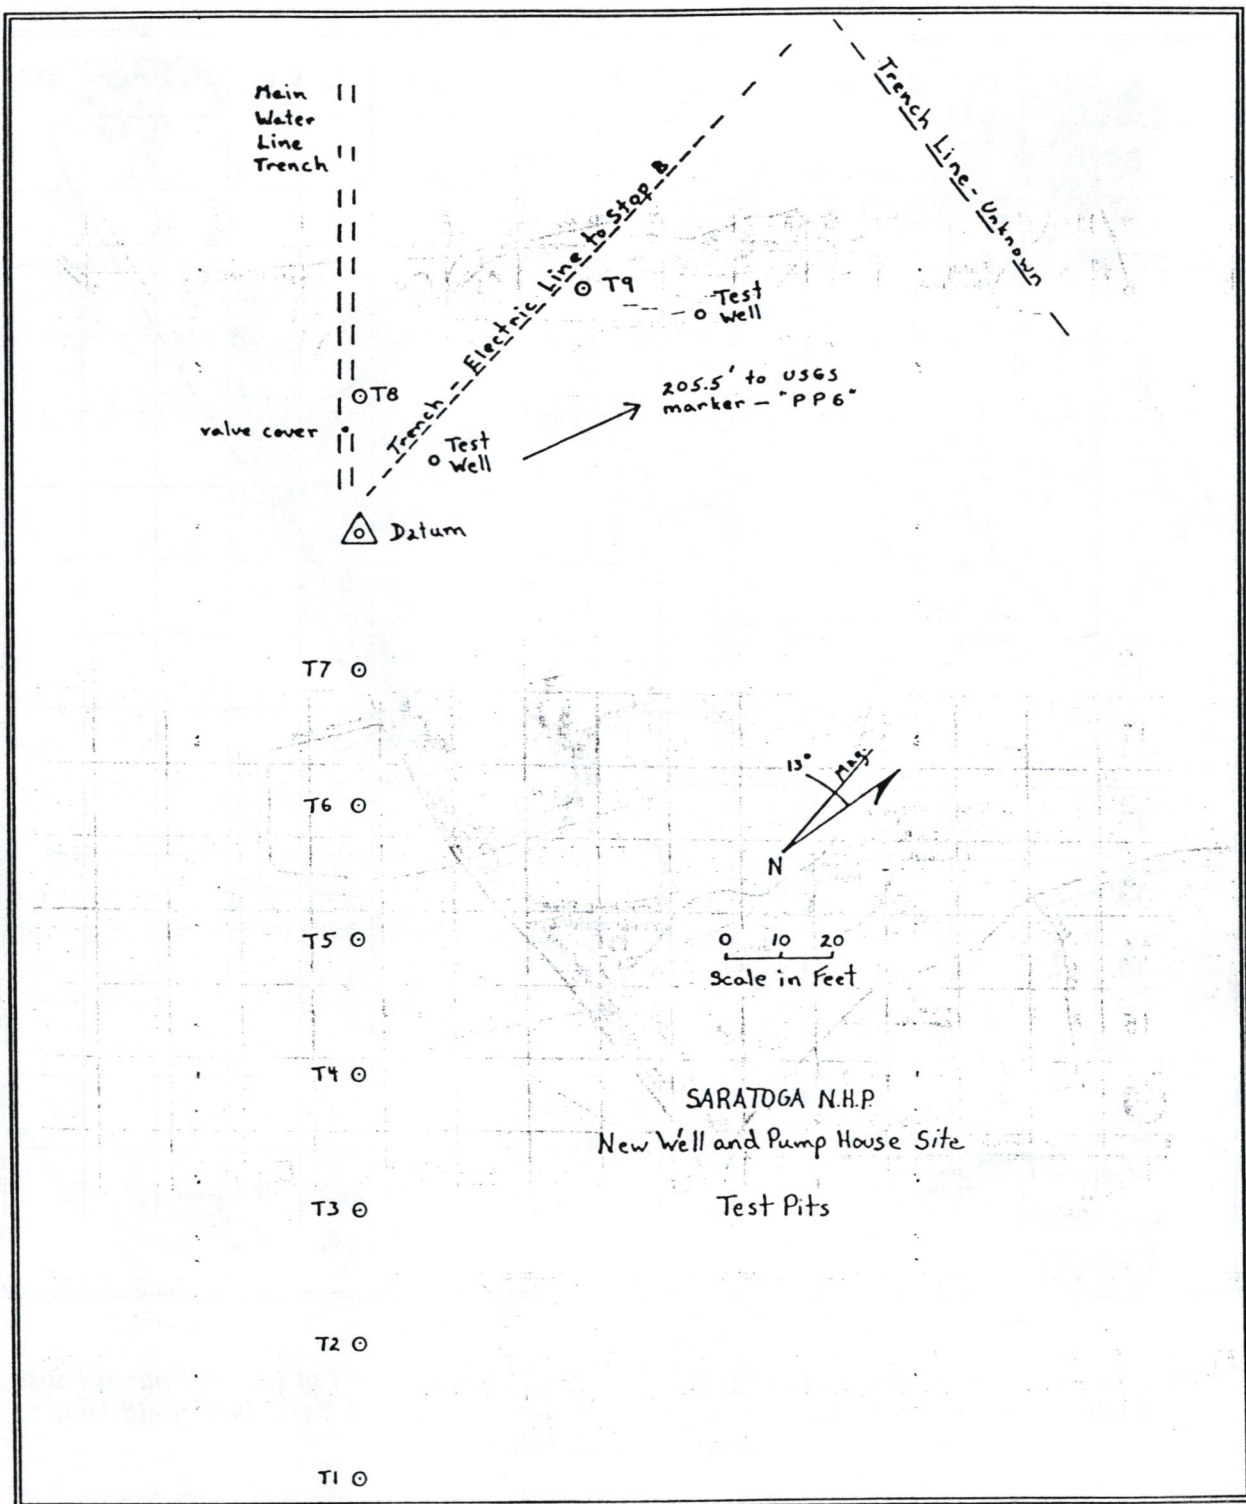 Main
Water
Line
Trench
Trench Line - Unknown
Trench - Electric Line to Stop 8
T9
Test
Well
T8
205.5' to USGS
marker - "PP6"
valve cover
Test
Well
Datum
T7
13°
Mag.
T6
N
T5
0 10 20
Scale in Feet
T4
SARATOGA N.H.P.
New Well and Pump House Site
T3
Test Pits
T2
T1